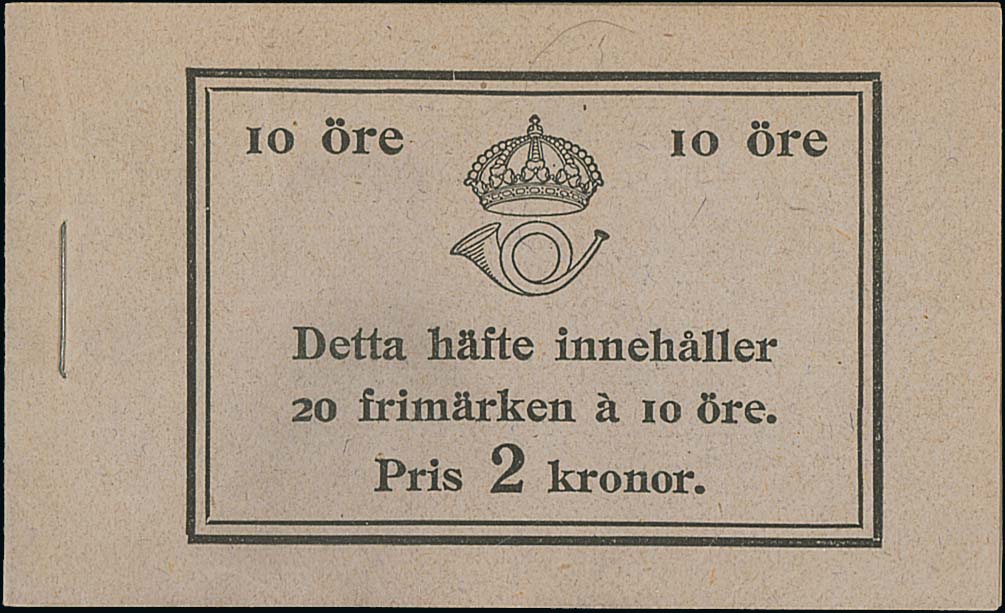 10 öre 10 öre
Detta häfte innehåller
20 frimärken à 10 öre.
Pris 2 kronor.